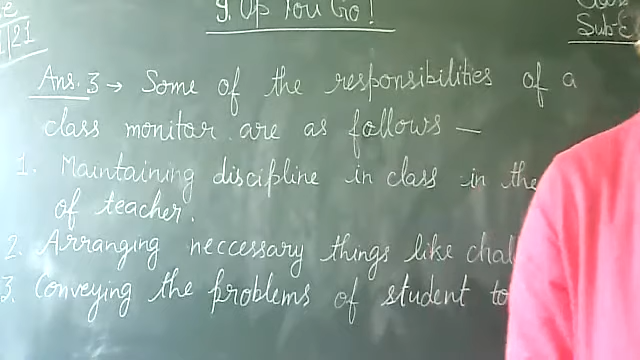 9. Up You Go!
Sub-E
Ans. 3 → Some of the responsibilities of a
class monitor are as follows —
1. Maintaining discipline in class in the
of teacher.
2. Arranging neccessary things like chal
3. Conveying the problems of student to